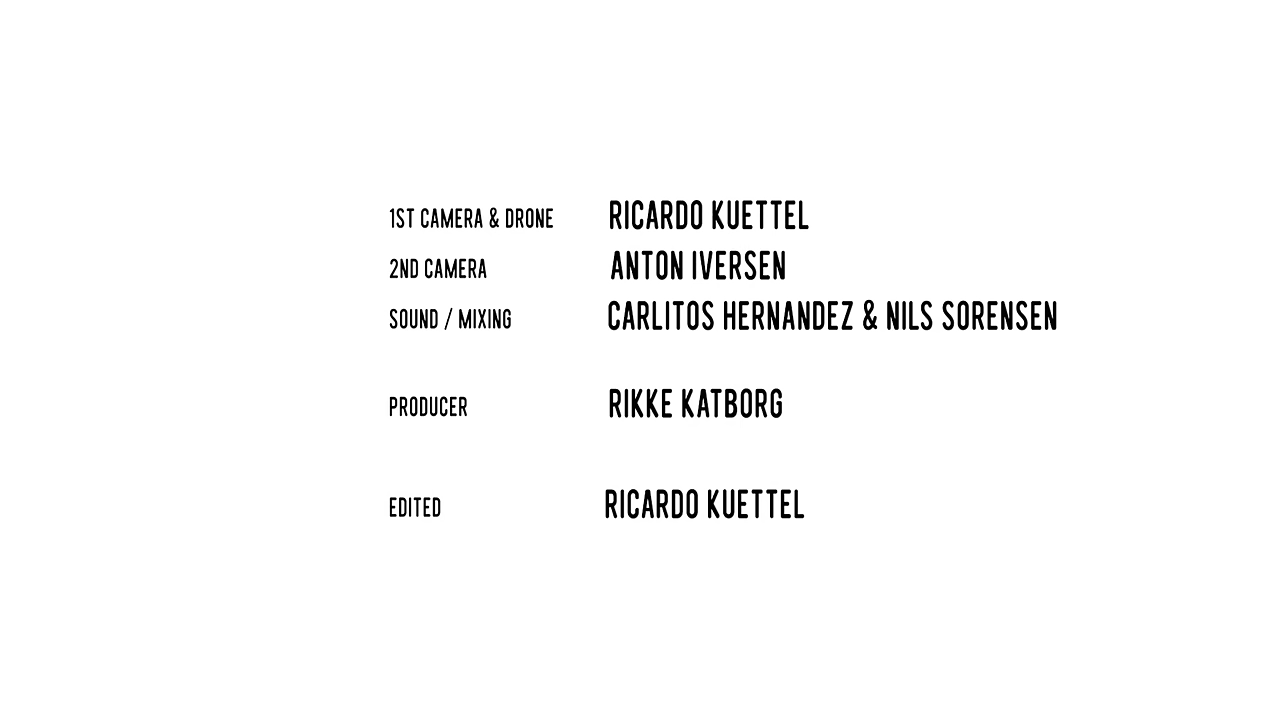 1ST CAMERA & DRONE RICARDO KUETTEL
2ND CAMERA ANTON IVERSEN
SOUND / MIXING CARLITOS HERNANDEZ & NILS SORENSEN
PRODUCER RIKKE KATBORG
EDITED RICARDO KUETTEL